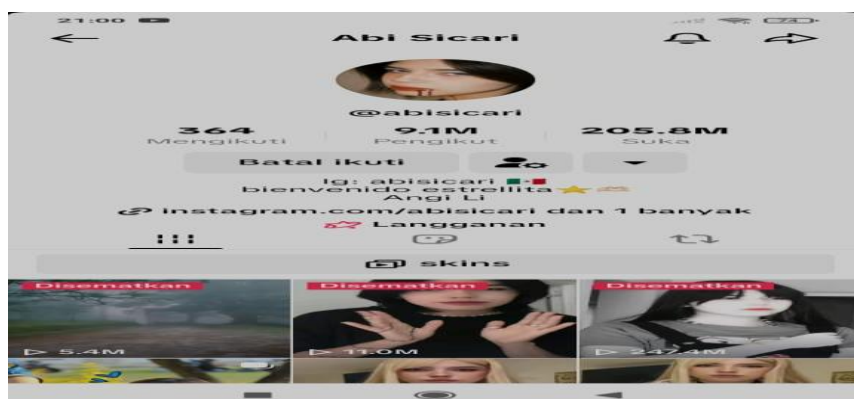 21:00
74
Abi Sicari
@abisicari
364 9.1M 205.8M
Mengikuti Pengikut Suka
Batal ikuti
Ig: abisicari
bienvenido estrellita
Angi Li
instagram.com/abisicari dan 1 banyak
Langganan
skins
Disematkan Disematkan Disematkan
5.4M 11.0M 247.4M